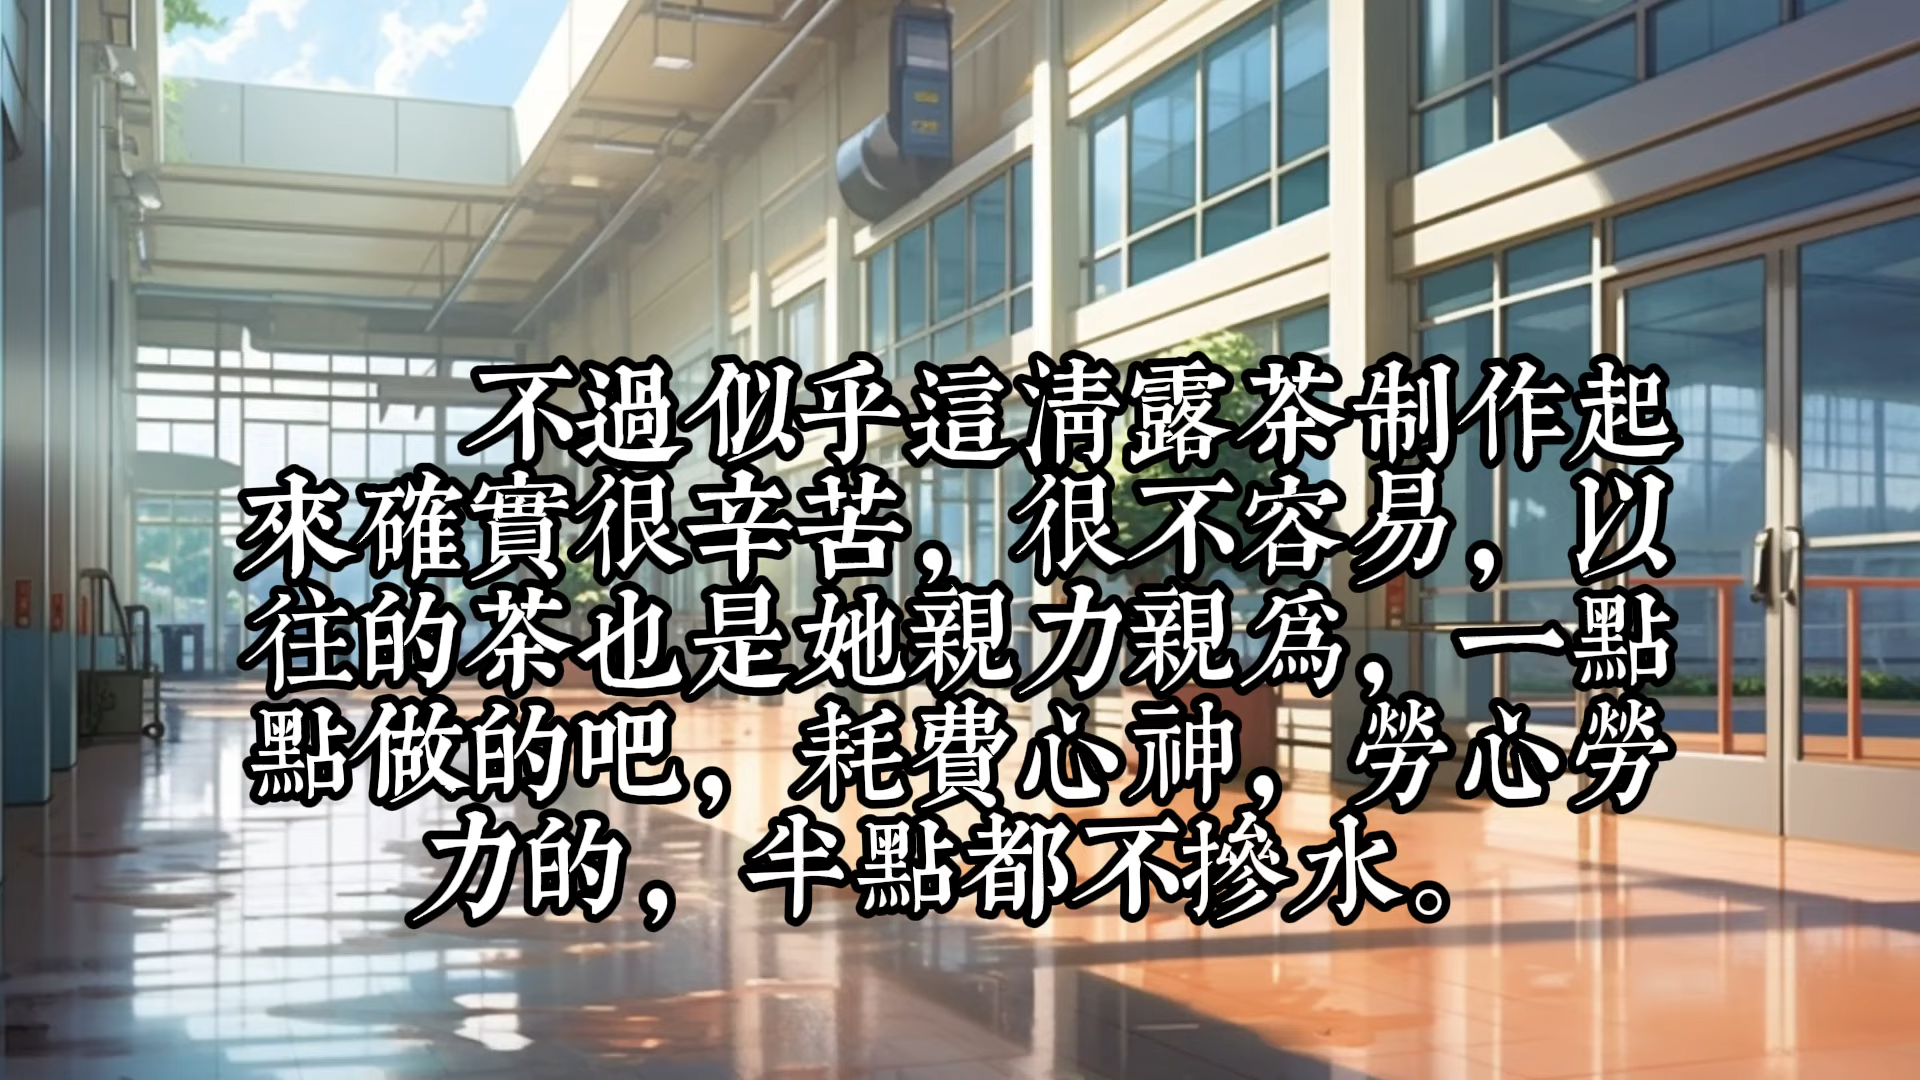 不過似乎這清露茶制作起
來確實很辛苦，很不容易，以
往的茶也是她親力親爲，一點
點做的吧，耗費心神，勞心勞
力的，半點都不摻水。